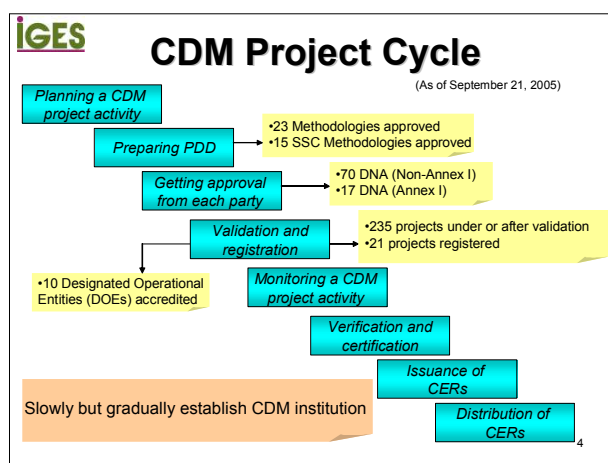 IGES
CDM Project Cycle
(As of September 21, 2005)
Planning a CDM
project activity
Preparing PDD
•23 Methodologies approved
•15 SSC Methodologies approved
Getting approval
from each party
•70 DNA (Non-Annex I)
•17 DNA (Annex I)
Validation and
registration
•235 projects under or after validation
•21 projects registered
•10 Designated Operational
Entities (DOEs) accredited
Monitoring a CDM
project activity
Verification and
certification
Issuance of
CERs
Slowly but gradually establish CDM institution
Distribution of
CERs
4